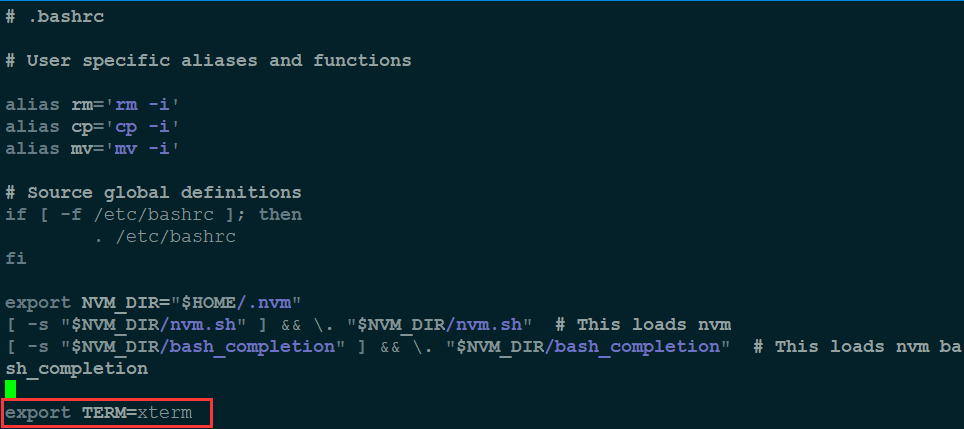 # .bashrc
# User specific aliases and functions
alias rm='rm -i'
alias cp='cp -i'
alias mv='mv -i'
# Source global definitions
if [ -f /etc/bashrc ]; then
        . /etc/bashrc
fi
export NVM_DIR="$HOME/.nvm"
[ -s "$NVM_DIR/nvm.sh" ] && \. "$NVM_DIR/nvm.sh"  # This loads nvm
[ -s "$NVM_DIR/bash_completion" ] && \. "$NVM_DIR/bash_completion"  # This loads nvm ba
sh_completion
export TERM=xterm